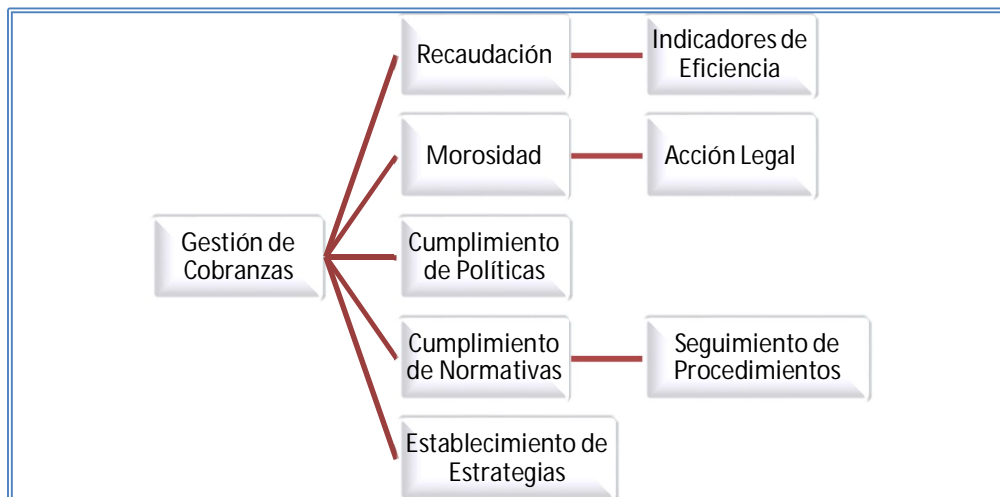 Recaudación
Indicadores de
Eficiencia
Morosidad
Acción Legal
Gestión de
Cobranzas
Cumplimiento
de Políticas
Cumplimiento
de Normativas
Seguimiento de
Procedimientos
Establecimiento de
Estrategias